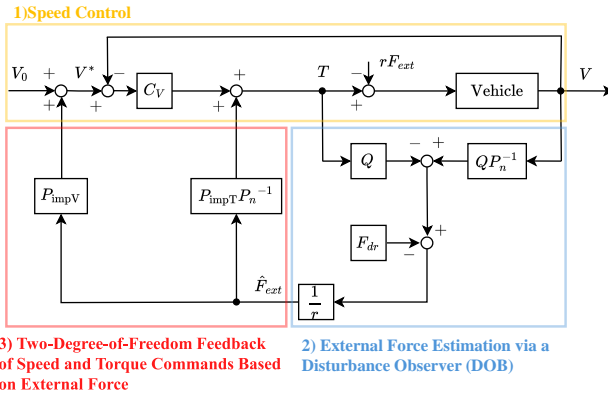 1)Speed Control
V₀ + + V* − + C_V + + T − + rF_ext Vehicle V
Q − + QP_n⁻¹
P_impV P_impT P_n⁻¹
F_dr − +
F̂_ext 1/r
3) Two-Degree-of-Freedom Feedback
of Speed and Torque Commands Based
on External Force
2) External Force Estimation via a
Disturbance Observer (DOB)